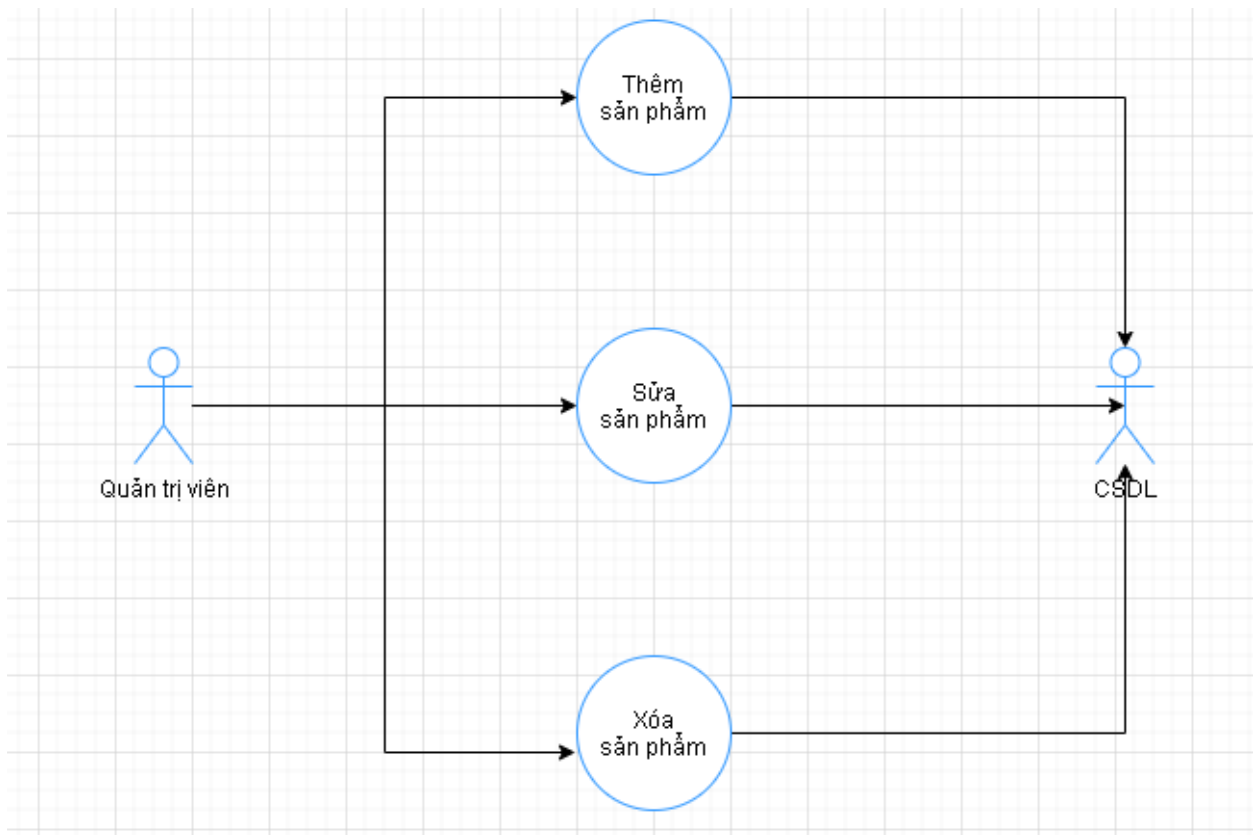 Thêm
sản phẩm
Sửa
sản phẩm
Quản trị viên
CSDL
Xóa
sản phẩm